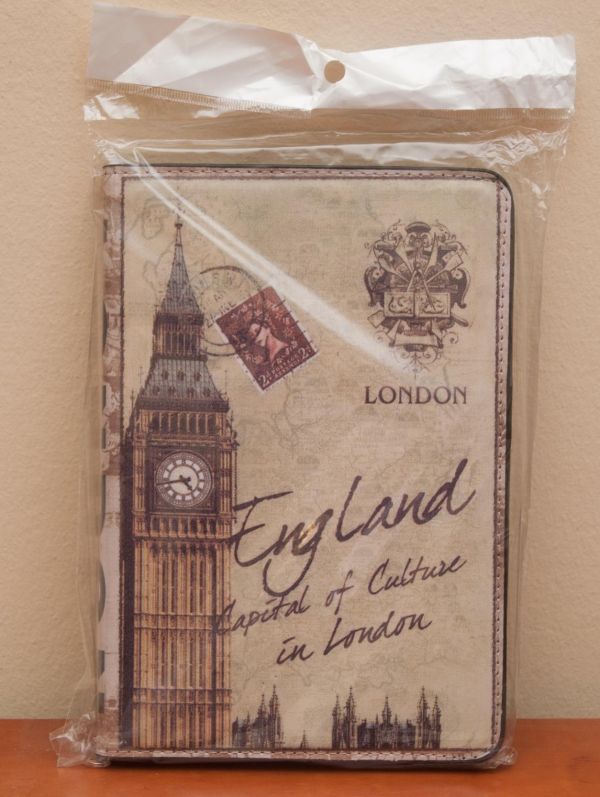 LONDON
England
Capital of Culture
in London